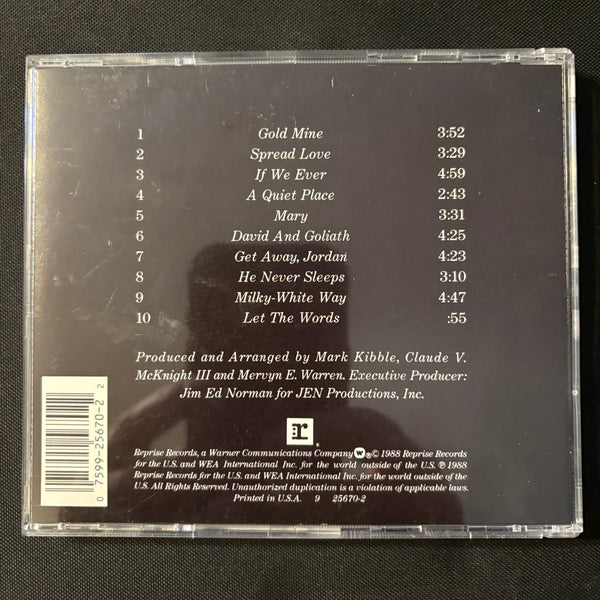 1 Gold Mine 3:52
2 Spread Love 3:29
3 If We Ever 4:59
4 A Quiet Place 2:43
5 Mary 3:31
6 David And Goliath 4:25
7 Get Away, Jordan 4:23
8 He Never Sleeps 3:10
9 Milky-White Way 4:47
10 Let The Words :55
Produced and Arranged by Mark Kibble, Claude V.
McKnight III and Mervyn E. Warren. Executive Producer:
Jim Ed Norman for JEN Productions, Inc.
r
Reprise Records, a Warner Communications Company ®© 1988 Reprise Records
for the U.S. and WEA International Inc. for the world outside of the U.S. ℗ 1988
Reprise Records for the U.S. and WEA International Inc. for the world outside of the
U.S. All Rights Reserved. Unauthorized duplication is a violation of applicable laws.
Printed in U.S.A. 9 25670-2
0 7599-25670-2 2